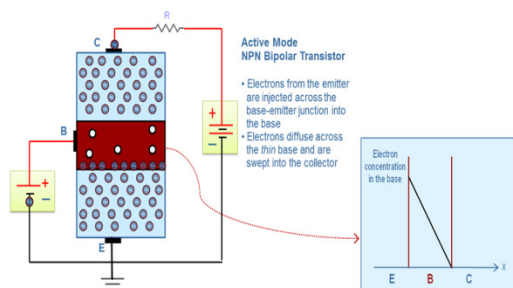 C
R
Active Mode
NPN Bipolar Transistor
• Electrons from the emitter
are injected across the
base-emitter junction into
the base
• Electrons diffuse across
the thin base and are
swept into the collector
+
−
B
+
−
E
Electron
concentration
in the base
E B C
X